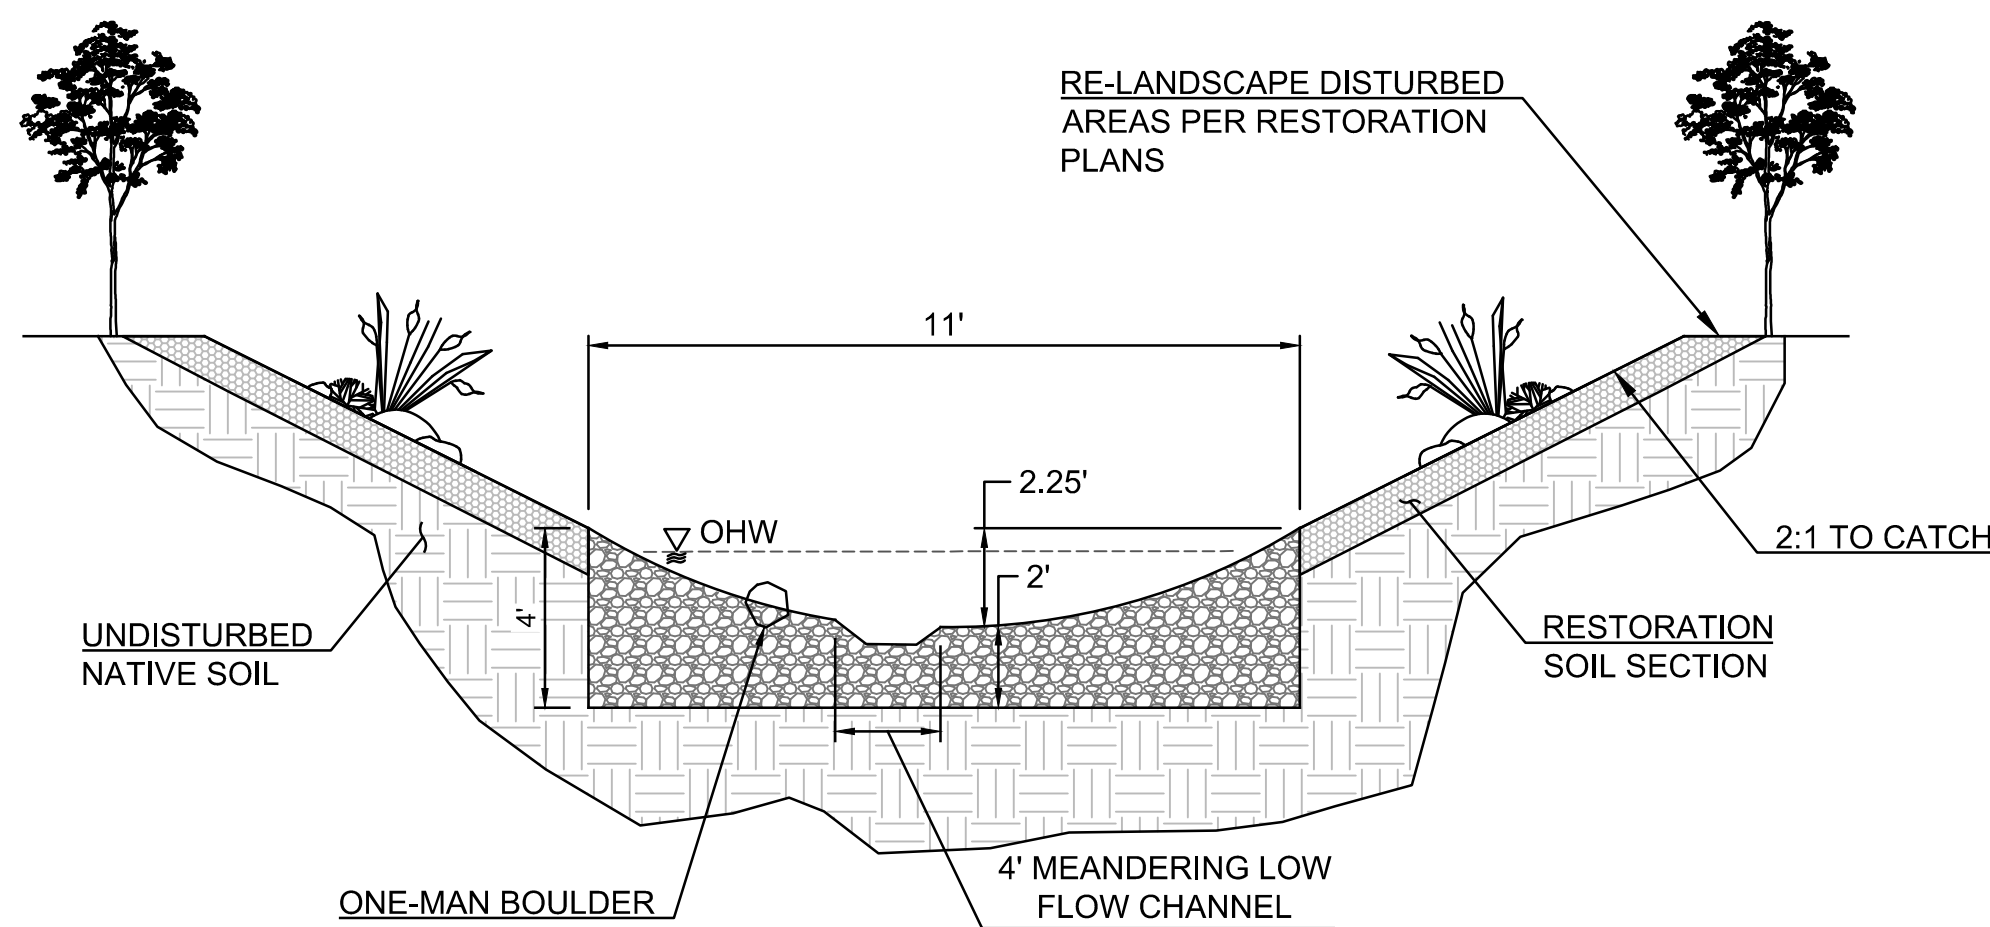 RE-LANDSCAPE DISTURBED
AREAS PER RESTORATION
PLANS
11'
2.25'
OHW
2:1 TO CATCH
2'
4'
UNDISTURBED
NATIVE SOIL
RESTORATION
SOIL SECTION
4' MEANDERING LOW
FLOW CHANNEL
ONE-MAN BOULDER